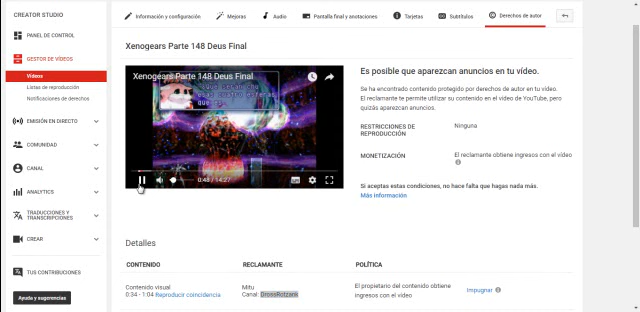 CREATOR STUDIO
Información y configuración
Mejoras
Audio
Pantalla final y anotaciones
Tarjetas
Subtítulos
Derechos de autor
PANEL DE CONTROL
GESTOR DE VÍDEOS
Vídeos
Listas de reproducción
Notificaciones de derechos
EMISIÓN EN DIRECTO
COMUNIDAD
CANAL
ANALYTICS
TRADUCCIONES Y
TRANSCRIPCIONES
CREAR
TUS CONTRIBUCIONES
Ayuda y sugerencias
Xenogears Parte 148 Deus Final
Xenogears Parte 148 Deus Final
0:48 / 14:27
Es posible que aparezcan anuncios en tu vídeo.
Se ha encontrado contenido protegido por derechos de autor en tu vídeo.
El reclamante te permite utilizar su contenido en el vídeo de YouTube, pero
quizás aparezcan anuncios.
RESTRICCIONES DE
REPRODUCCIÓN
Ninguna
MONETIZACIÓN
El reclamante obtiene ingresos con el vídeo
Si aceptas estas condiciones, no hace falta que hagas nada más.
Más información
Detalles
CONTENIDO
RECLAMANTE
POLÍTICA
Contenido visual
0:34 - 1:04 Reproducir coincidencia
Mitu
Canal: DrossRotzank
El propietario del contenido obtiene
ingresos con el vídeo
Impugnar